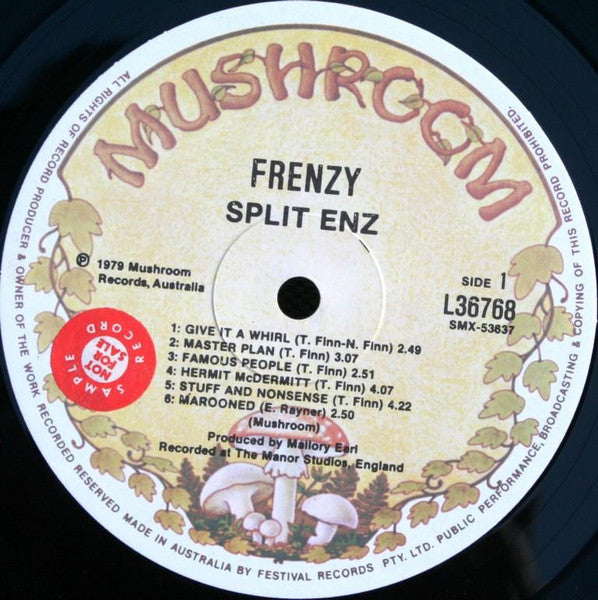 MUSHROOM
FRENZY
SPLIT ENZ
℗ 1979 Mushroom
Records, Australia
SIDE 1
L36768
SMX-53637
1: GIVE IT A WHIRL (T. Finn-N. Finn) 2.49
2: MASTER PLAN (T. Finn) 3.07
3: FAMOUS PEOPLE (T. Finn) 2.51
4: HERMIT McDERMITT (T. Finn) 4.07
5: STUFF AND NONSENSE (T. Finn) 4.22
6: MAROONED (E. Rayner) 2.50
(Mushroom)
Produced by Mallory Earl
Recorded at The Manor Studios, England
SAMPLE RECORD
NOT
FOR
SALE
ALL RIGHTS OF RECORD PRODUCER & OWNER OF THE WORK RECORDED RESERVED MADE IN AUSTRALIA BY FESTIVAL RECORDS PTY. LTD. PUBLIC PERFORMANCE, BROADCASTING & COPYING OF THIS RECORD PROHIBITED.